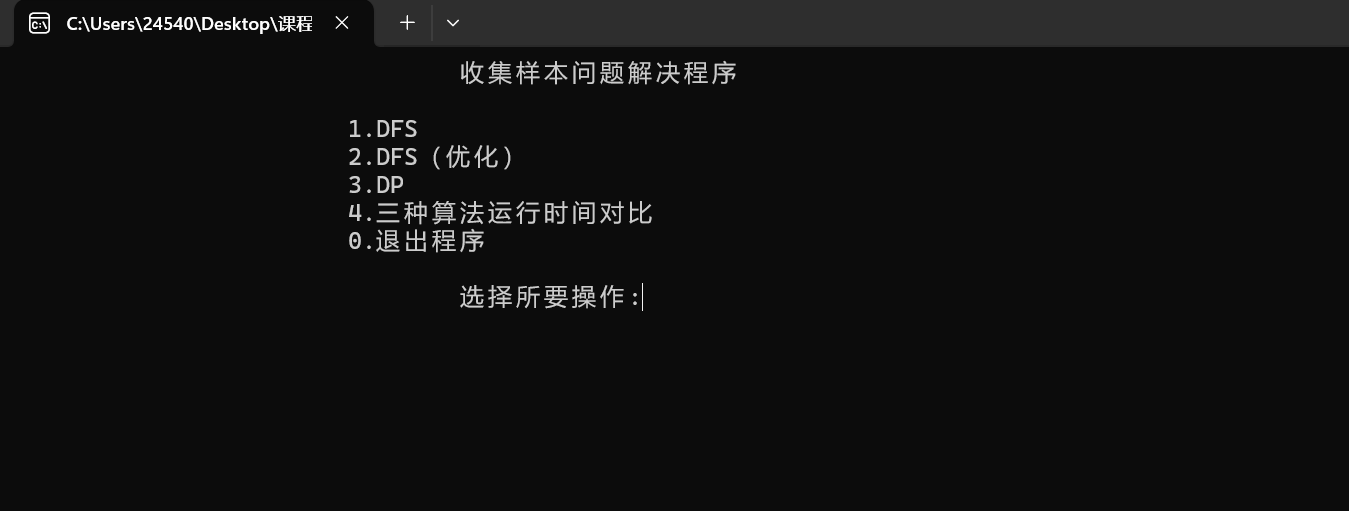 C:\Users\24540\Desktop\课程
收集样本问题解决程序
1.DFS
2.DFS（优化）
3.DP
4.三种算法运行时间对比
0.退出程序
选择所要操作: